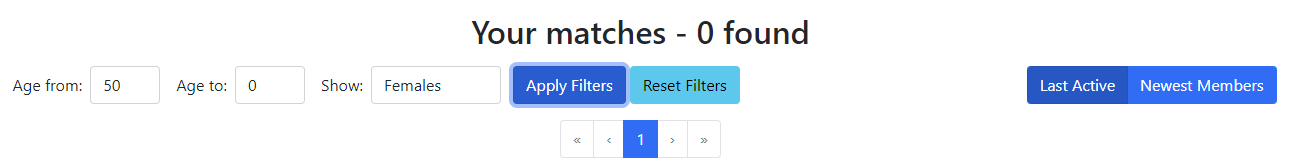 Your matches - 0 found
Age from: 50 Age to: 0 Show: Females Apply Filters Reset Filters Last Active Newest Members
« ‹ 1 › »